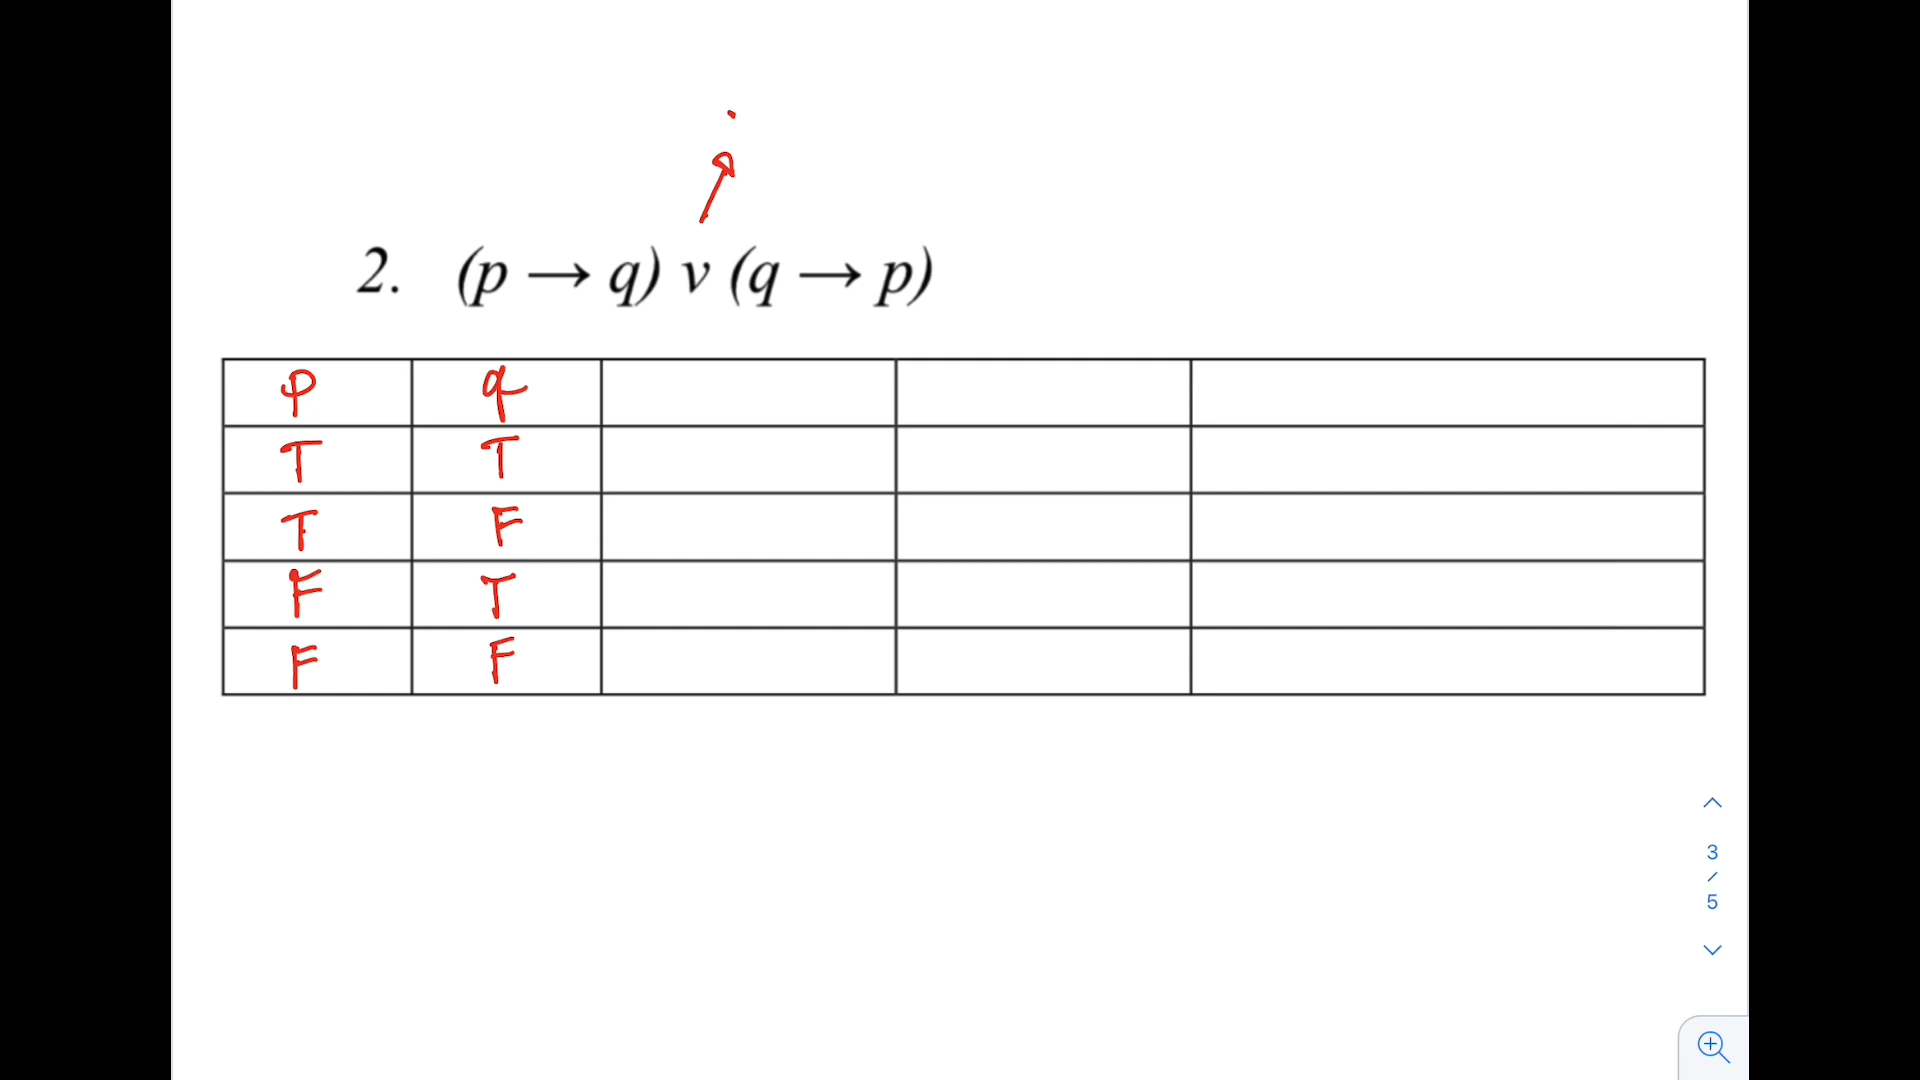 2. (p → q) v (q → p)
p q
T T
T F
F T
F F
3
/
5